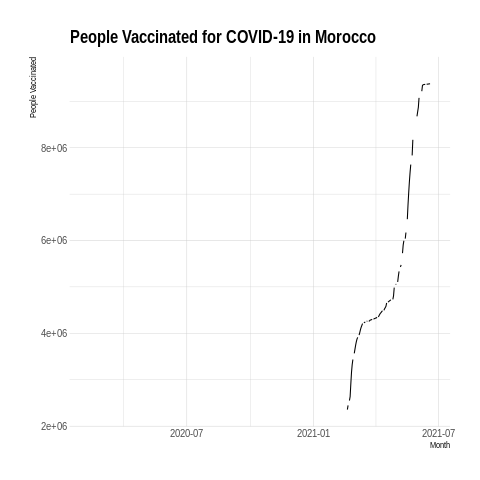 People Vaccinated for COVID-19 in Morocco
People Vaccinated
8e+06
6e+06
4e+06
2e+06
2020-07 2021-01 2021-07
Month